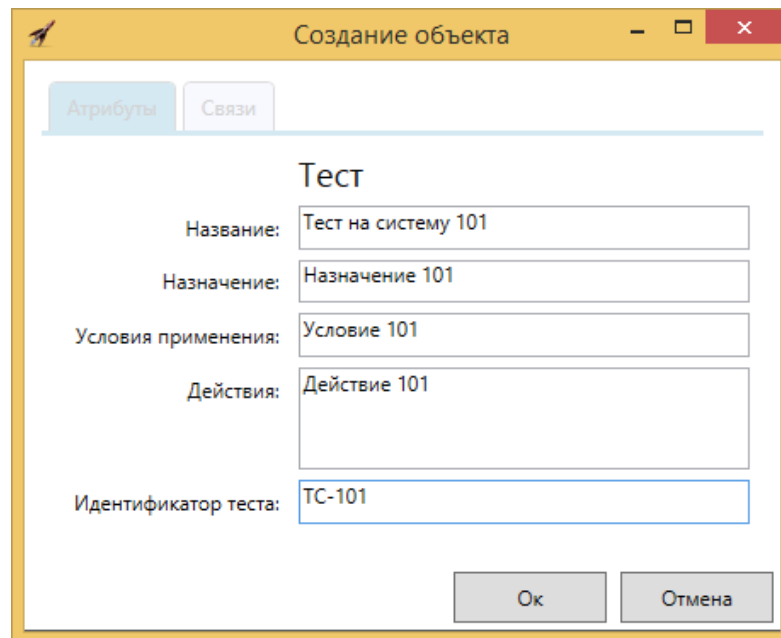 Создание объекта
Атрибуты Связи
Тест
Название: Тест на систему 101
Назначение: Назначение 101
Условия применения: Условие 101
Действия: Действие 101
Идентификатор теста: ТС-101
Ок Отмена